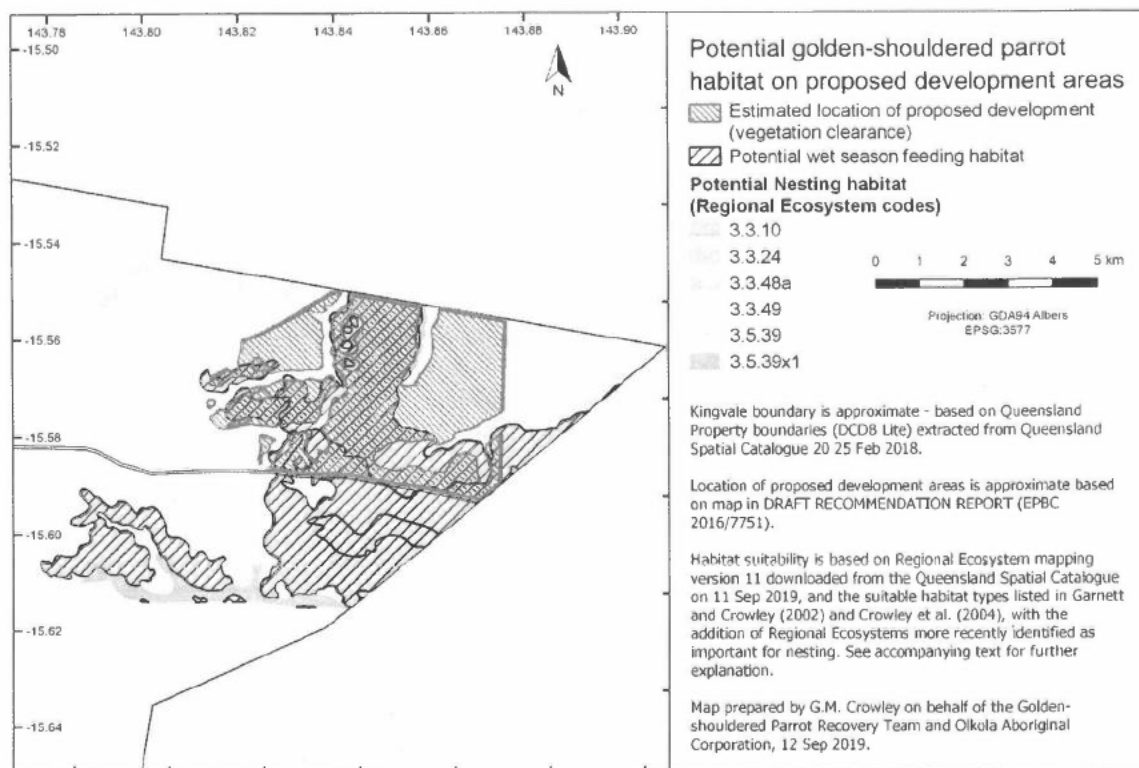 143.78 143.80 143.82 143.84 143.86 143.88 143.90
-15.50
-15.52
-15.54
-15.56
-15.58
-15.60
-15.62
-15.64
N
Potential golden-shouldered parrot
habitat on proposed development areas
Estimated location of proposed development
(vegetation clearance)
Potential wet season feeding habitat
Potential Nesting habitat
(Regional Ecosystem codes)
3.3.10
3.3.24
3.3.48a
3.3.49
3.5.39
3.5.39x1
0 1 2 3 4 5 km
Projection: GDA94 Albers
EPSG:3577
Kingvale boundary is approximate - based on Queensland
Property boundaries (DCDB Lite) extracted from Queensland
Spatial Catalogue 20 25 Feb 2018.
Location of proposed development areas is approximate based
on map in DRAFT RECOMMENDATION REPORT (EPBC
2016/7751).
Habitat suitability is based on Regional Ecosystem mapping
version 11 downloaded from the Queensland Spatial Catalogue
on 11 Sep 2019, and the suitable habitat types listed in Garnett
and Crowley (2002) and Crowley et al. (2004), with the
addition of Regional Ecosystems more recently identified as
important for nesting. See accompanying text for further
explanation.
Map prepared by G.M. Crowley on behalf of the Golden-
shouldered Parrot Recovery Team and Olkola Aboriginal
Corporation, 12 Sep 2019.